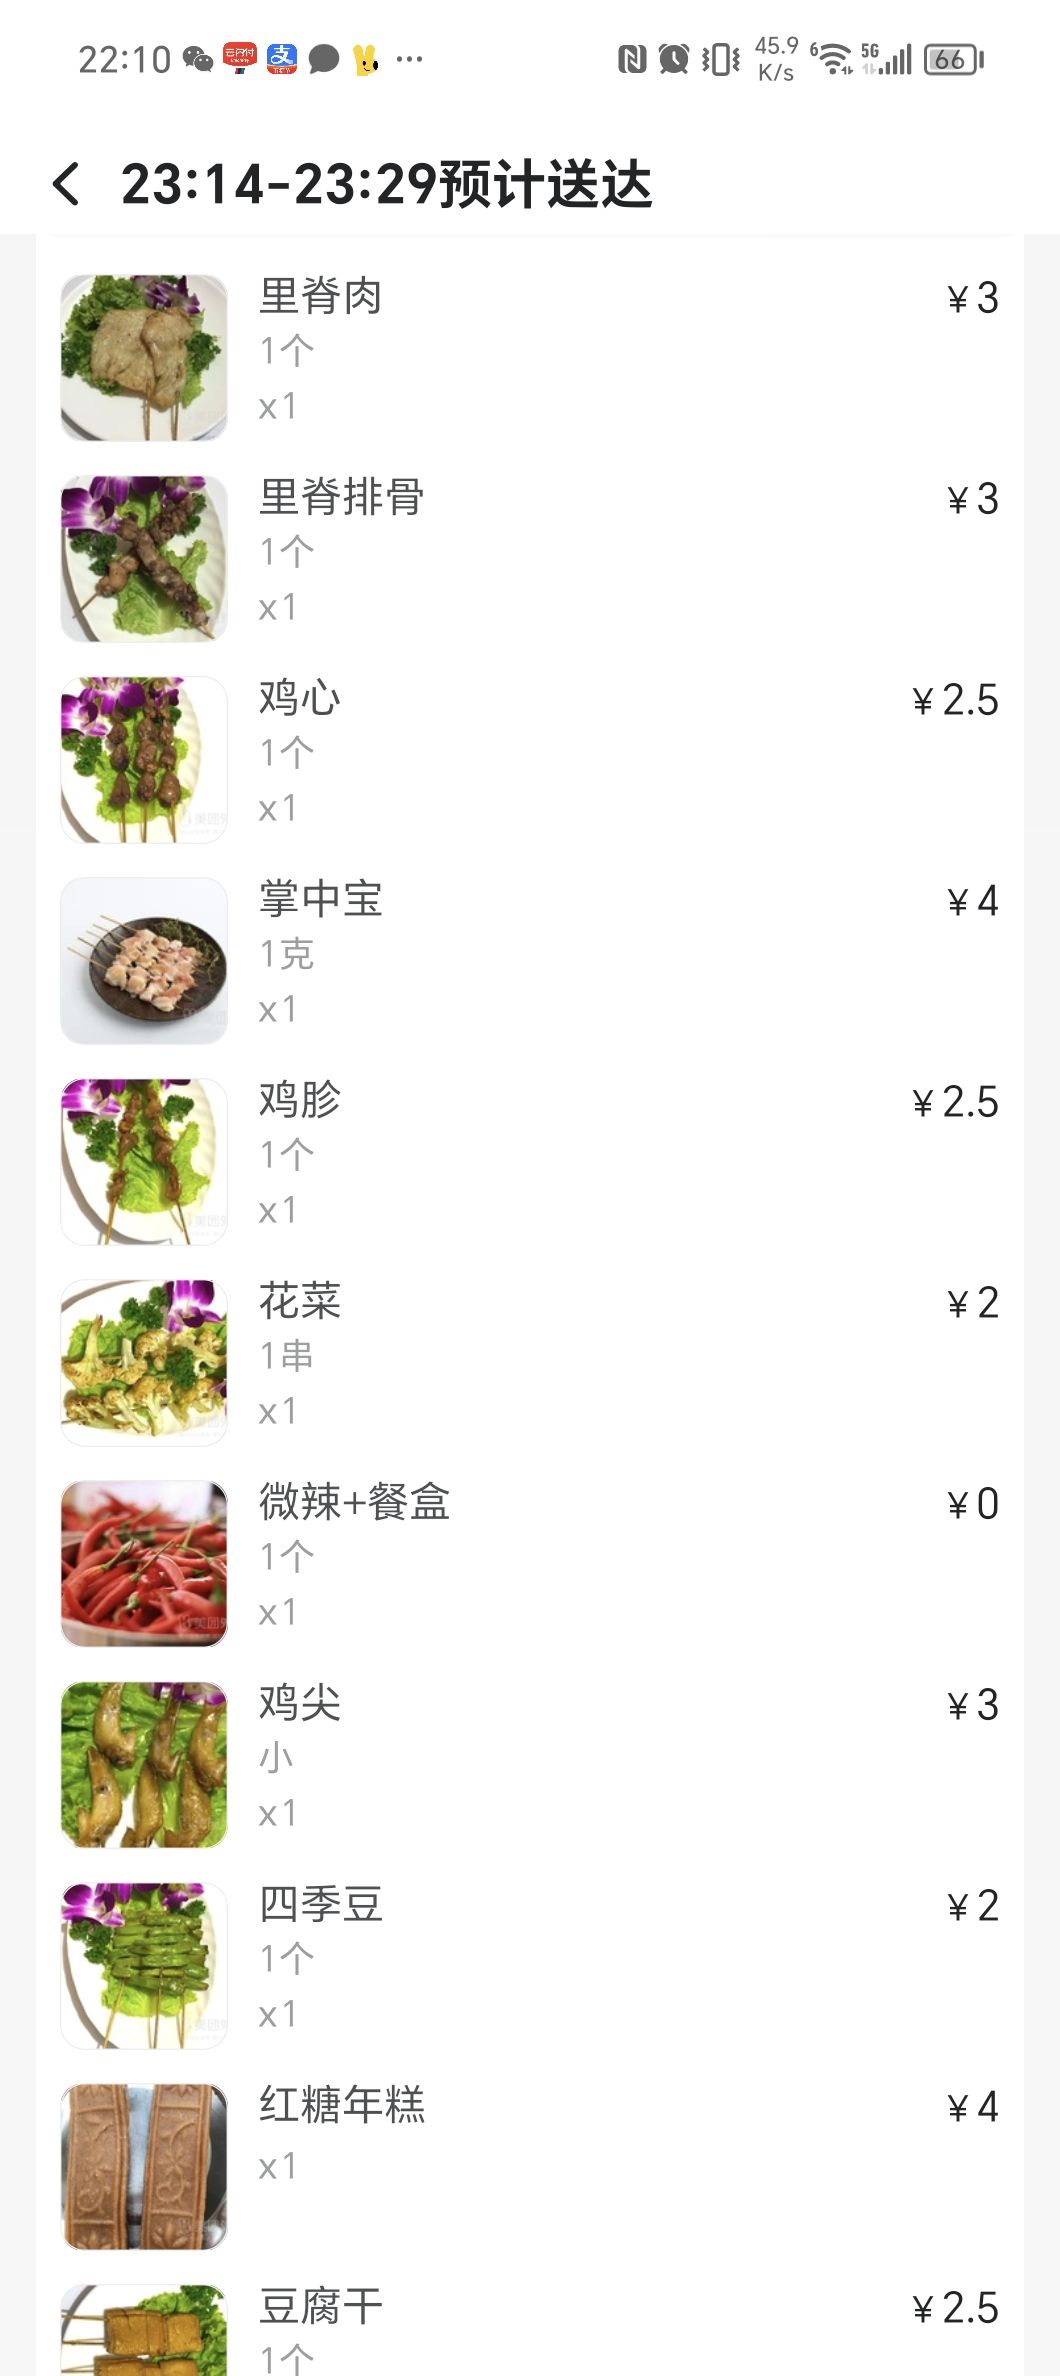 22:10
45.9
K/s
6
5G
66
23:14-23:29预计送达
里脊肉
¥3
1个
x1
里脊排骨
¥3
1个
x1
鸡心
¥2.5
1个
x1
掌中宝
¥4
1克
x1
鸡胗
¥2.5
1个
x1
花菜
¥2
1串
x1
微辣+餐盒
¥0
1个
x1
鸡尖
¥3
小
x1
四季豆
¥2
1个
x1
红糖年糕
¥4
x1
豆腐干
¥2.5
1个